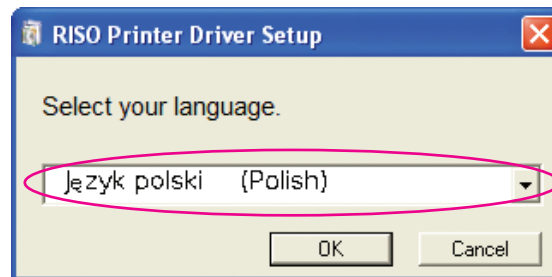 RISO Printer Driver Setup
Select your language.
Język polski (Polish)
OK Cancel